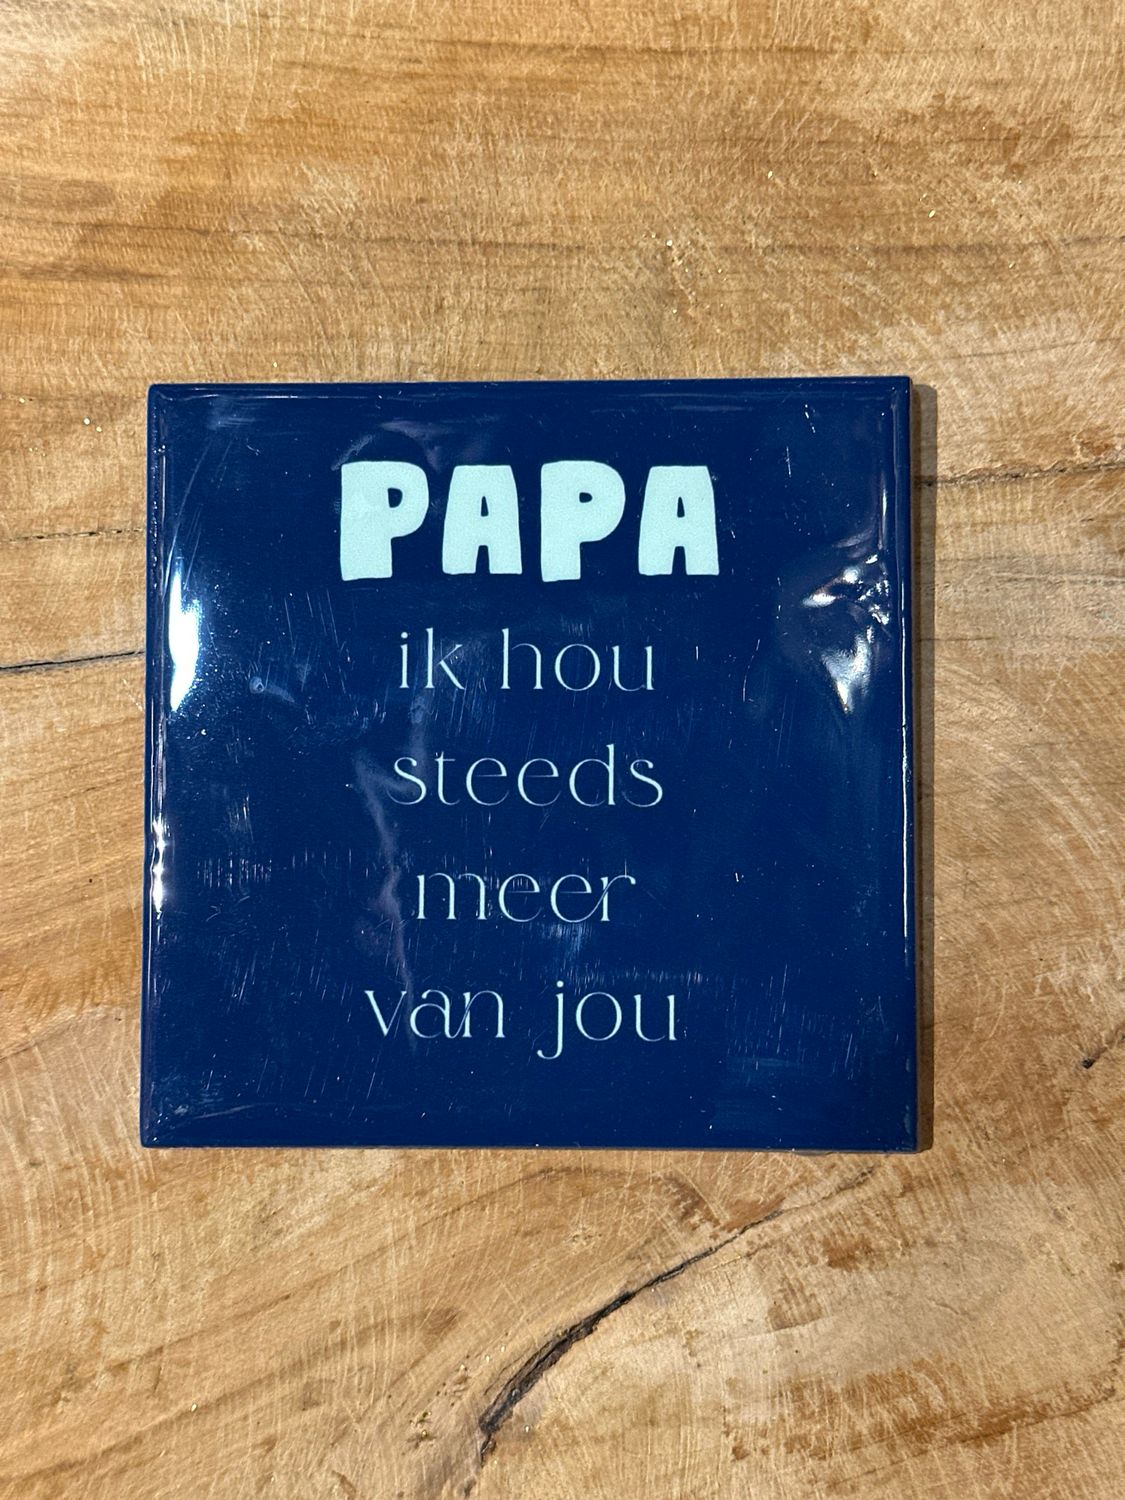 PAPA
ik hou
steeds
meer
van jou